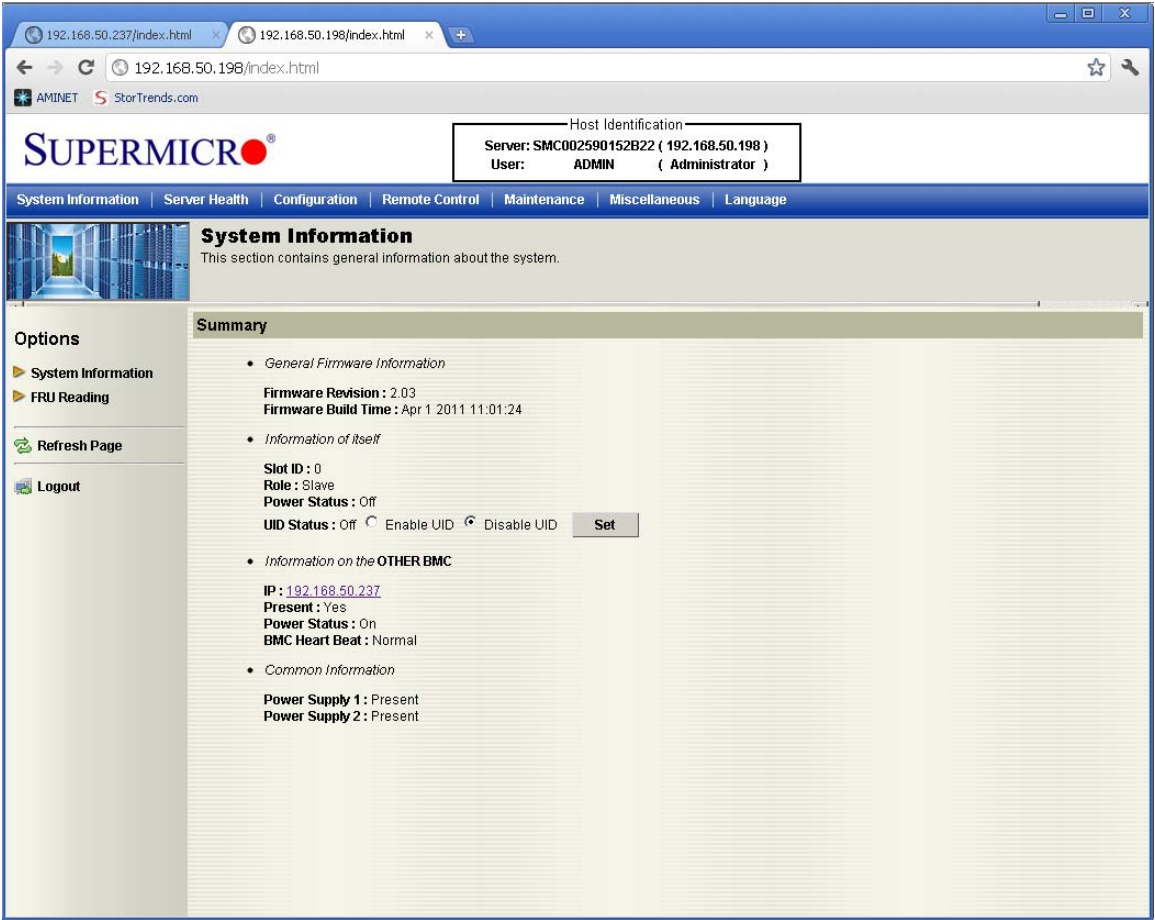 192.168.50.237/index.html
192.168.50.198/index.html
192.168.50.198/index.html
AMINET StorTrends.com
SUPERMICRO®
Host Identification
Server: SMC002590152B22 ( 192.168.50.198 )
User: ADMIN ( Administrator )
System Information | Server Health | Configuration | Remote Control | Maintenance | Miscellaneous | Language
System Information
This section contains general information about the system.
Options
System Information
FRU Reading
Refresh Page
Logout
Summary
• General Firmware Information
Firmware Revision : 2.03
Firmware Build Time : Apr 1 2011 11:01:24
• Information of itself
Slot ID : 0
Role : Slave
Power Status : Off
UID Status : Off Enable UID Disable UID Set
• Information on the OTHER BMC
IP : 192.168.50.237
Present : Yes
Power Status : On
BMC Heart Beat : Normal
• Common Information
Power Supply 1 : Present
Power Supply 2 : Present